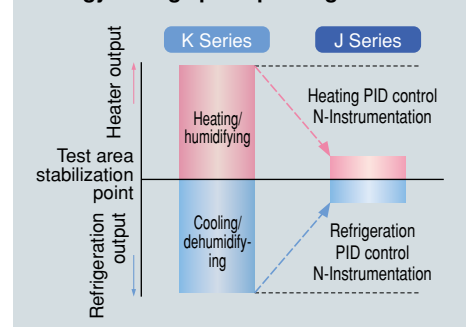 K Series
J Series
Heater output
Heating/
humidifying
Heating PID control
N-Instrumentation
Test area
stabilization
point
Refrigeration
output
Cooling/
dehumidify-
ing
Refrigeration
PID control
N-Instrumentation